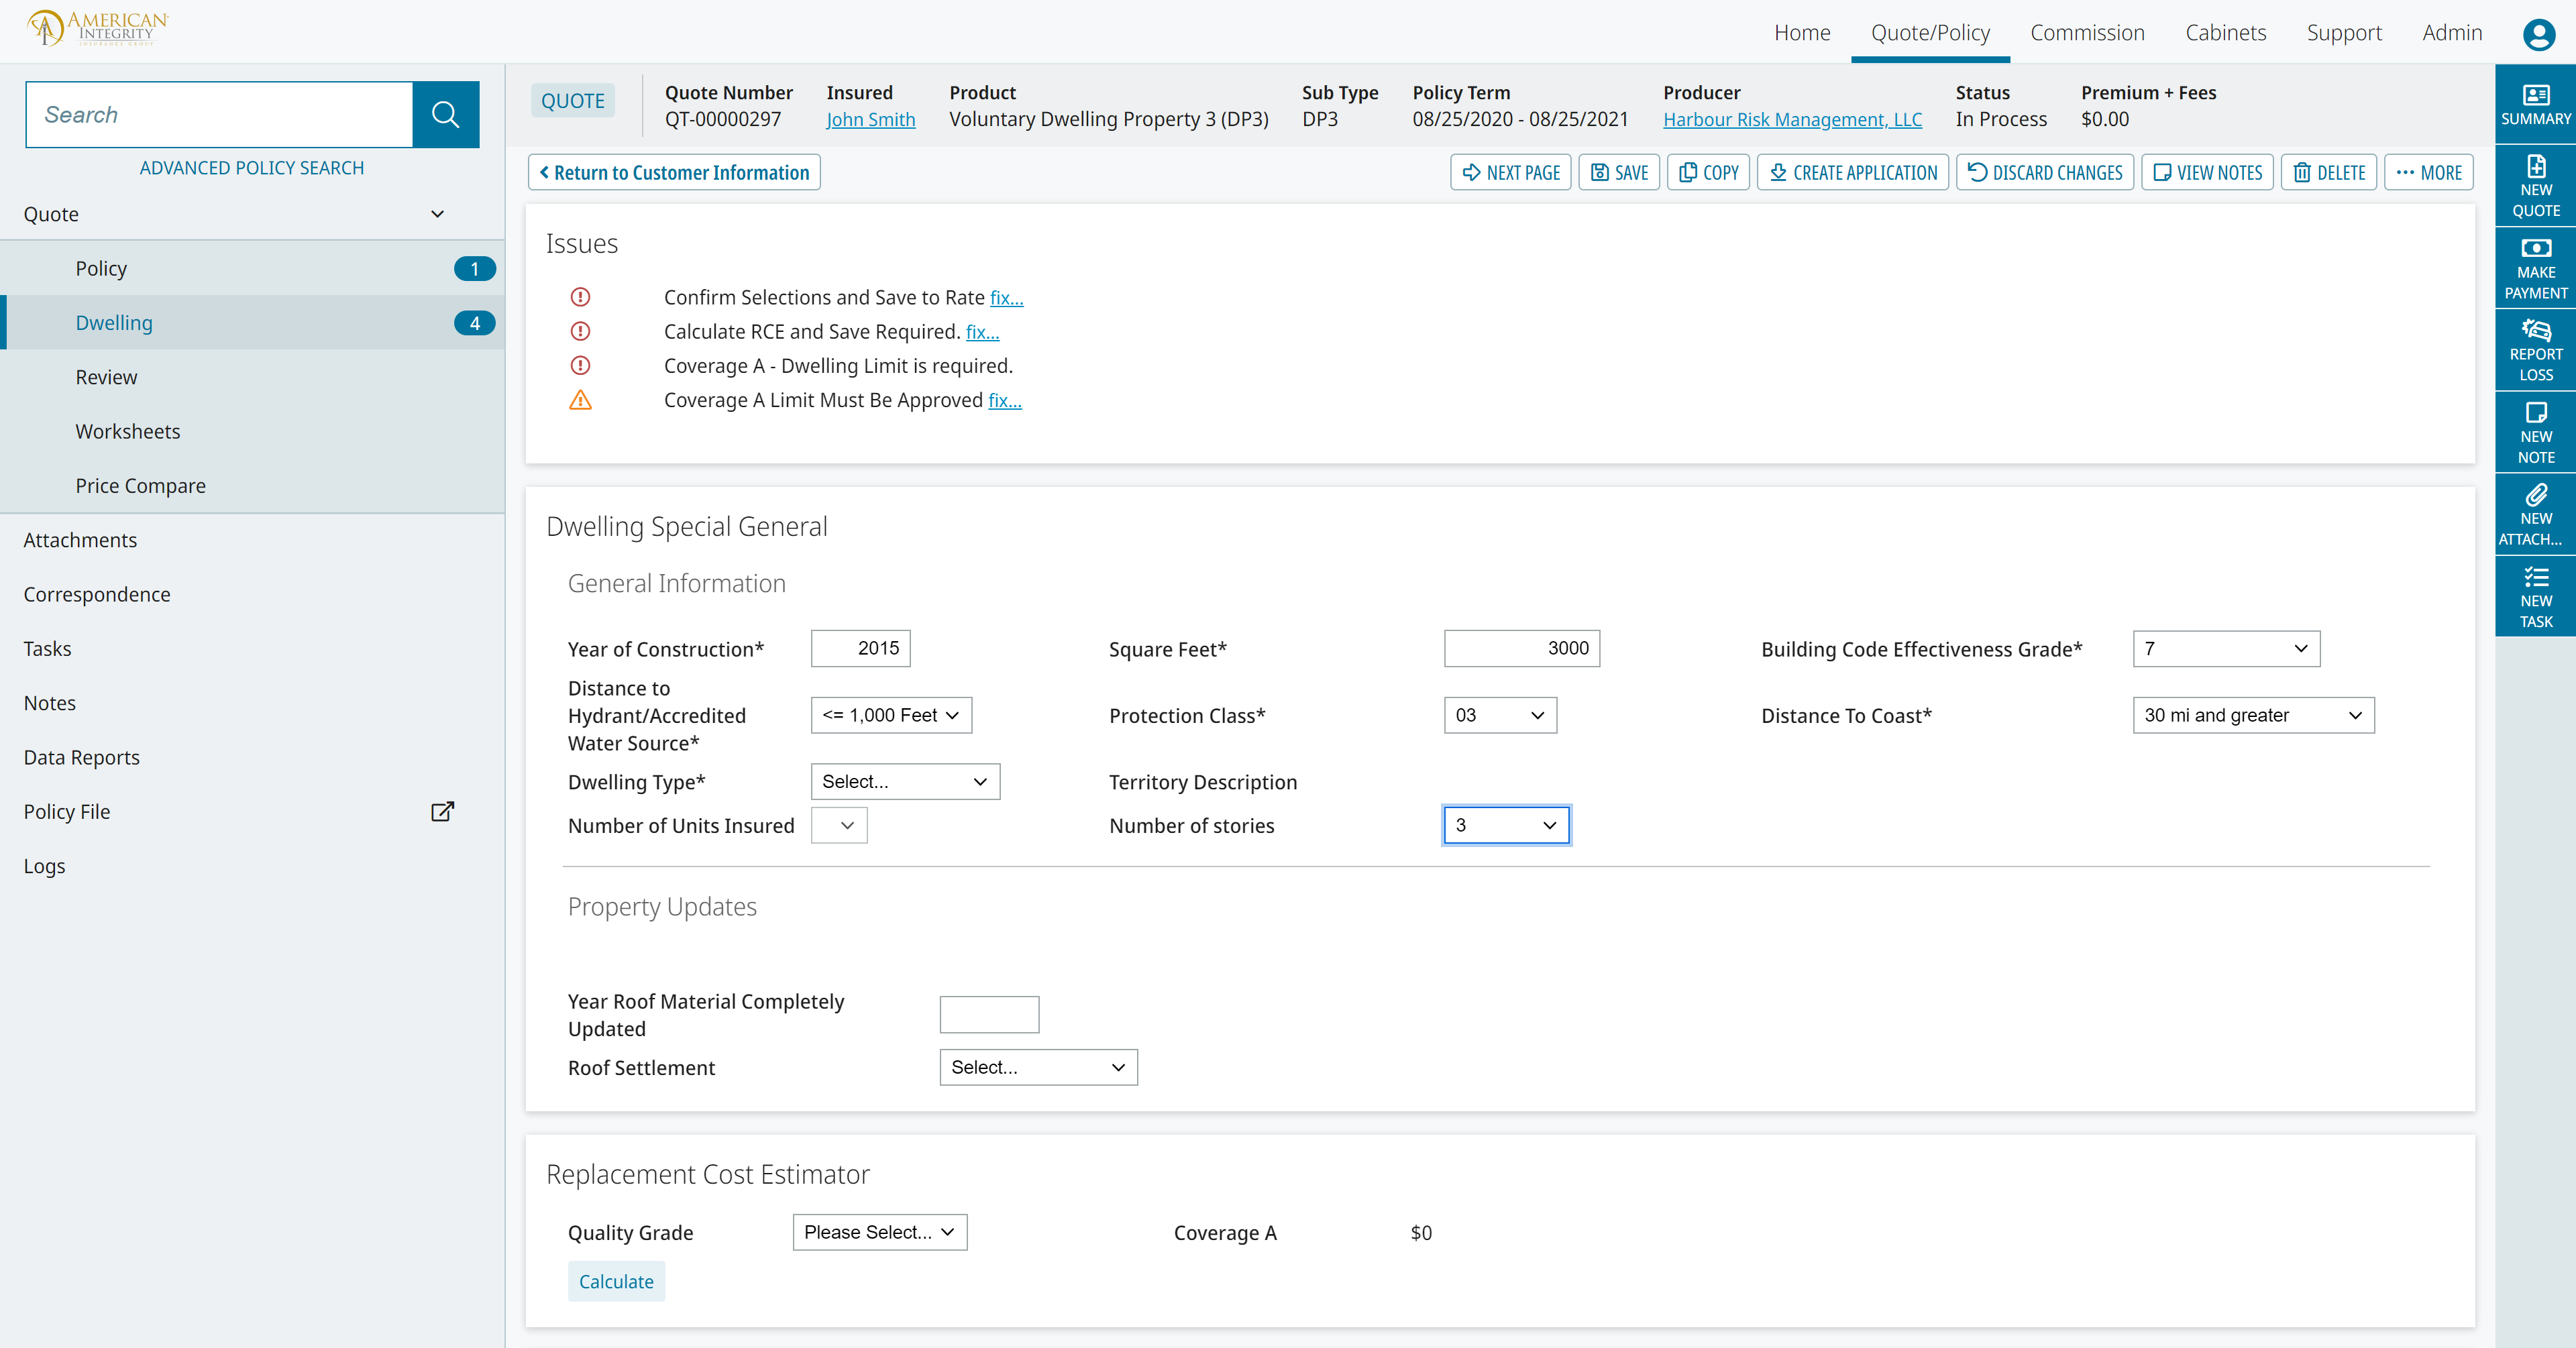 AMERICAN
INTEGRITY
INSURANCE GROUP
Home
Quote/Policy
Commission
Cabinets
Support
Admin
Search
ADVANCED POLICY SEARCH
Quote
Policy 1
Dwelling 4
Review
Worksheets
Price Compare
Attachments
Correspondence
Tasks
Notes
Data Reports
Policy File
Logs
QUOTE
Quote Number
QT-00000297
Insured
John Smith
Product
Voluntary Dwelling Property 3 (DP3)
Sub Type
DP3
Policy Term
08/25/2020 - 08/25/2021
Producer
Harbour Risk Management, LLC
Status
In Process
Premium + Fees
$0.00
Return to Customer Information
NEXT PAGE
SAVE
COPY
CREATE APPLICATION
DISCARD CHANGES
VIEW NOTES
DELETE
MORE
Issues
Confirm Selections and Save to Rate fix...
Calculate RCE and Save Required. fix...
Coverage A - Dwelling Limit is required.
Coverage A Limit Must Be Approved fix...
Dwelling Special General
General Information
Year of Construction* 2015
Square Feet* 3000
Building Code Effectiveness Grade* 7
Distance to
Hydrant/Accredited
Water Source*
<= 1,000 Feet
Protection Class* 03
Distance To Coast* 30 mi and greater
Dwelling Type* Select...
Territory Description
Number of Units Insured
Number of stories 3
Property Updates
Year Roof Material Completely
Updated
Roof Settlement Select...
Replacement Cost Estimator
Quality Grade Please Select...
Coverage A $0
Calculate
SUMMARY
NEW
QUOTE
MAKE
PAYMENT
REPORT
LOSS
NEW
NOTE
NEW
ATTACH...
NEW
TASK